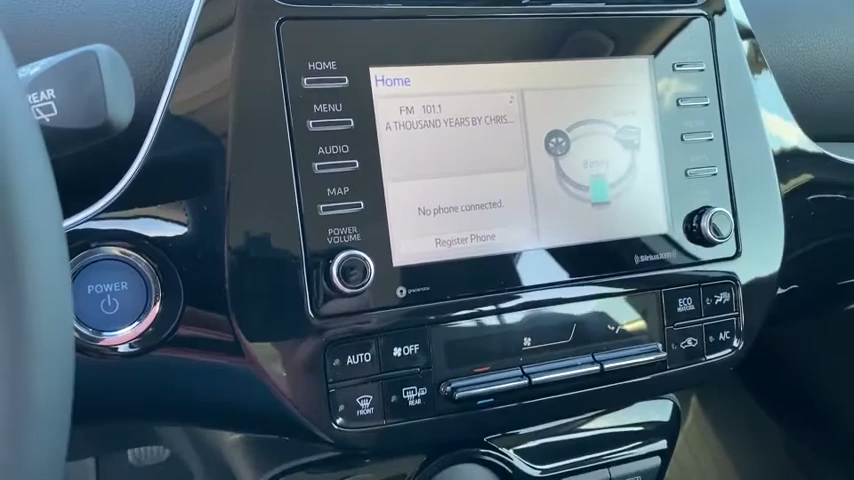 REAR
HOME
MENU
AUDIO
MAP
POWER
VOLUME
Home
FM 101.1
A THOUSAND YEARS BY CHRIS...
No phone connected.
Register Phone
Battery
SiriusXM
gracenote
POWER
AUTO
OFF
FRONT
REAR
ECO
A/C